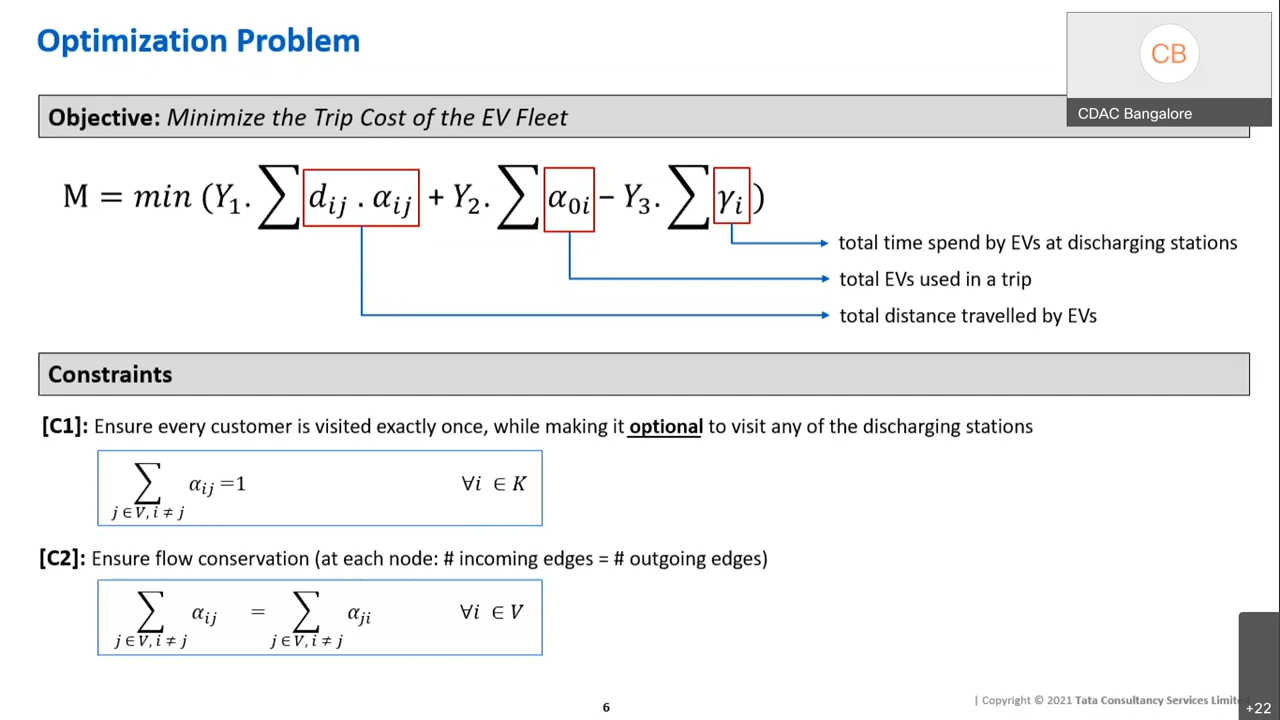 Optimization Problem
CB
CDAC Bangalore
Objective: Minimize the Trip Cost of the EV Fleet
M = min (Y₁. ∑ dᵢⱼ . αᵢⱼ + Y₂. ∑ α₀ᵢ – Y₃. ∑ γᵢ)
total time spend by EVs at discharging stations
total EVs used in a trip
total distance travelled by EVs
Constraints
[C1]: Ensure every customer is visited exactly once, while making it optional to visit any of the discharging stations
∑ αᵢⱼ =1 ∀i ∈ K
j ∈ V, i ≠ j
[C2]: Ensure flow conservation (at each node: # incoming edges = # outgoing edges)
∑ αᵢⱼ = ∑ αⱼᵢ ∀i ∈ V
j ∈ V, i ≠ j j ∈ V, i ≠ j
| Copyright © 2021 Tata Consultancy Services
6
+22